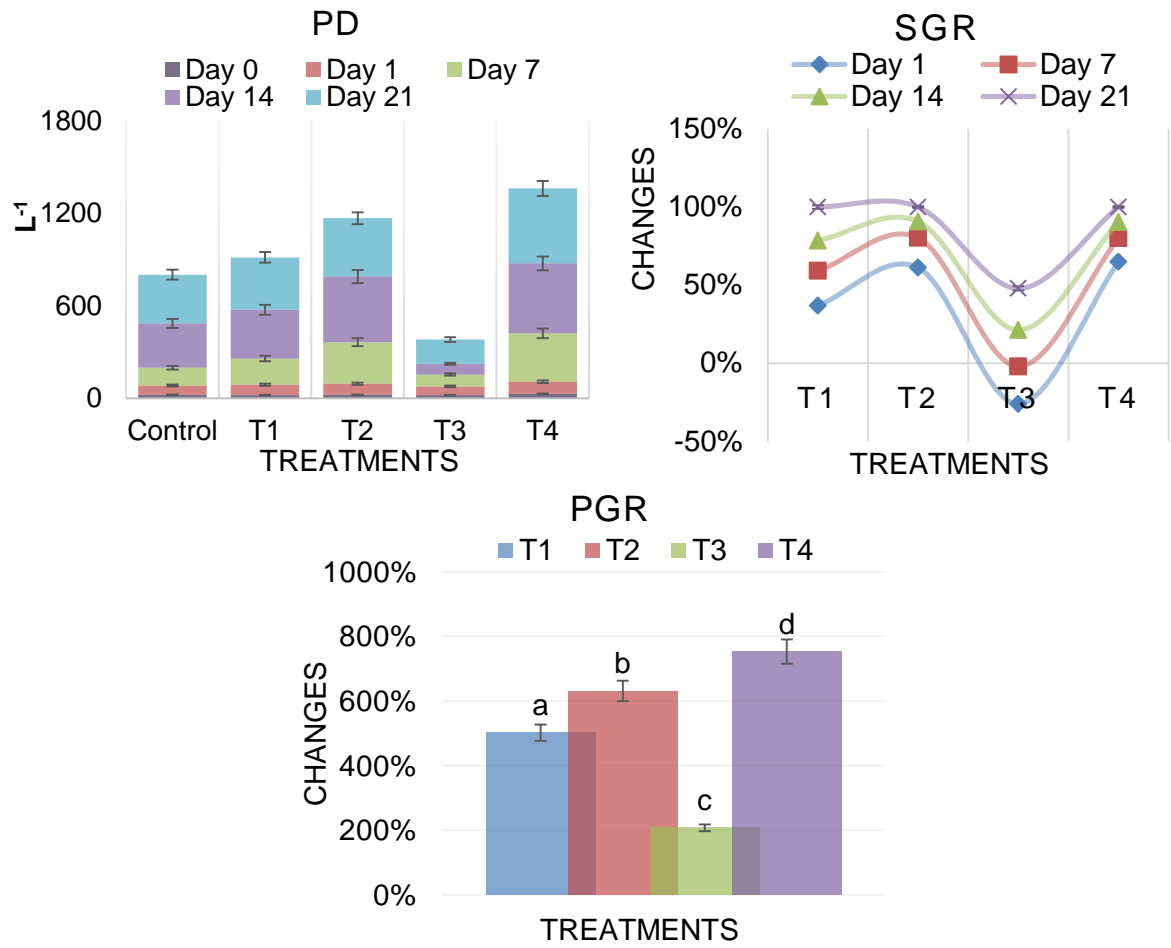 PD
Day 0 Day 1 Day 7
Day 14 Day 21
1800
1200
600
0
L-1
Control T1 T2 T3 T4
TREATMENTS
SGR
Day 1 Day 7
Day 14 Day 21
150%
100%
50%
0%
-50%
CHANGES
T1 T2 T3 T4
TREATMENTS
PGR
T1 T2 T3 T4
1000%
800%
600%
400%
200%
0%
CHANGES
a b c d
TREATMENTS